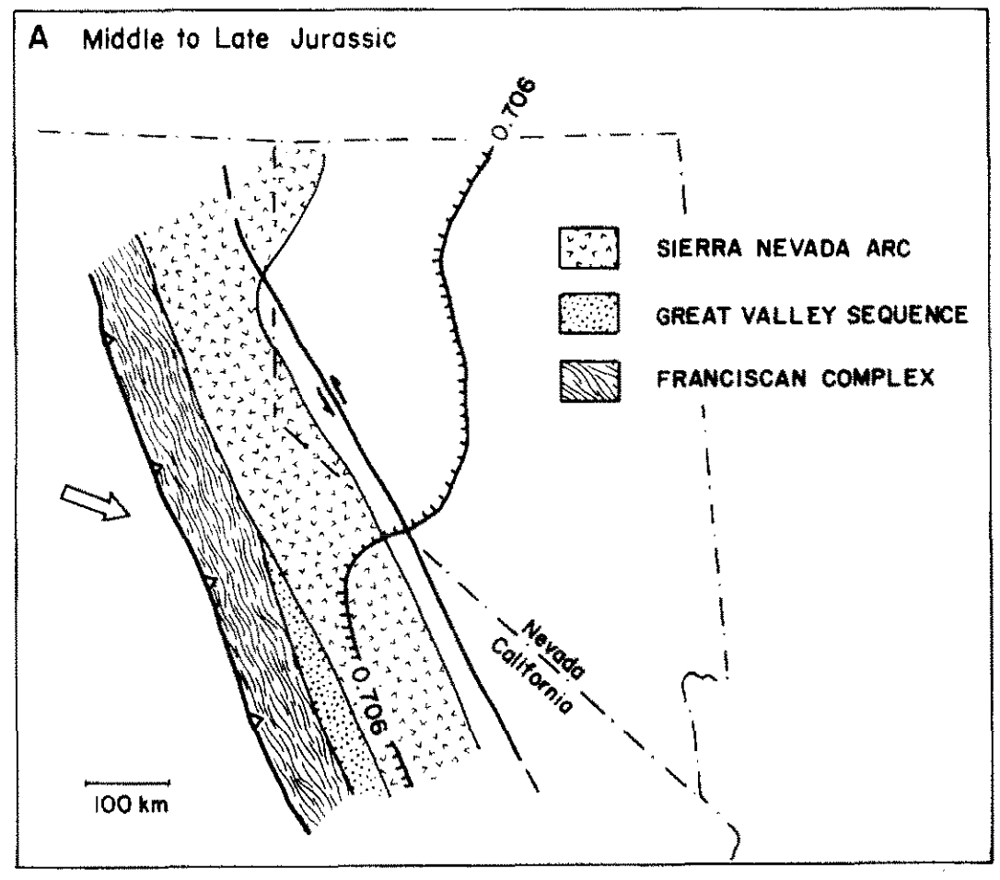 A Middle to Late Jurassic
0.706
SIERRA NEVADA ARC
GREAT VALLEY SEQUENCE
FRANCISCAN COMPLEX
Nevada
California
0.706
100 km